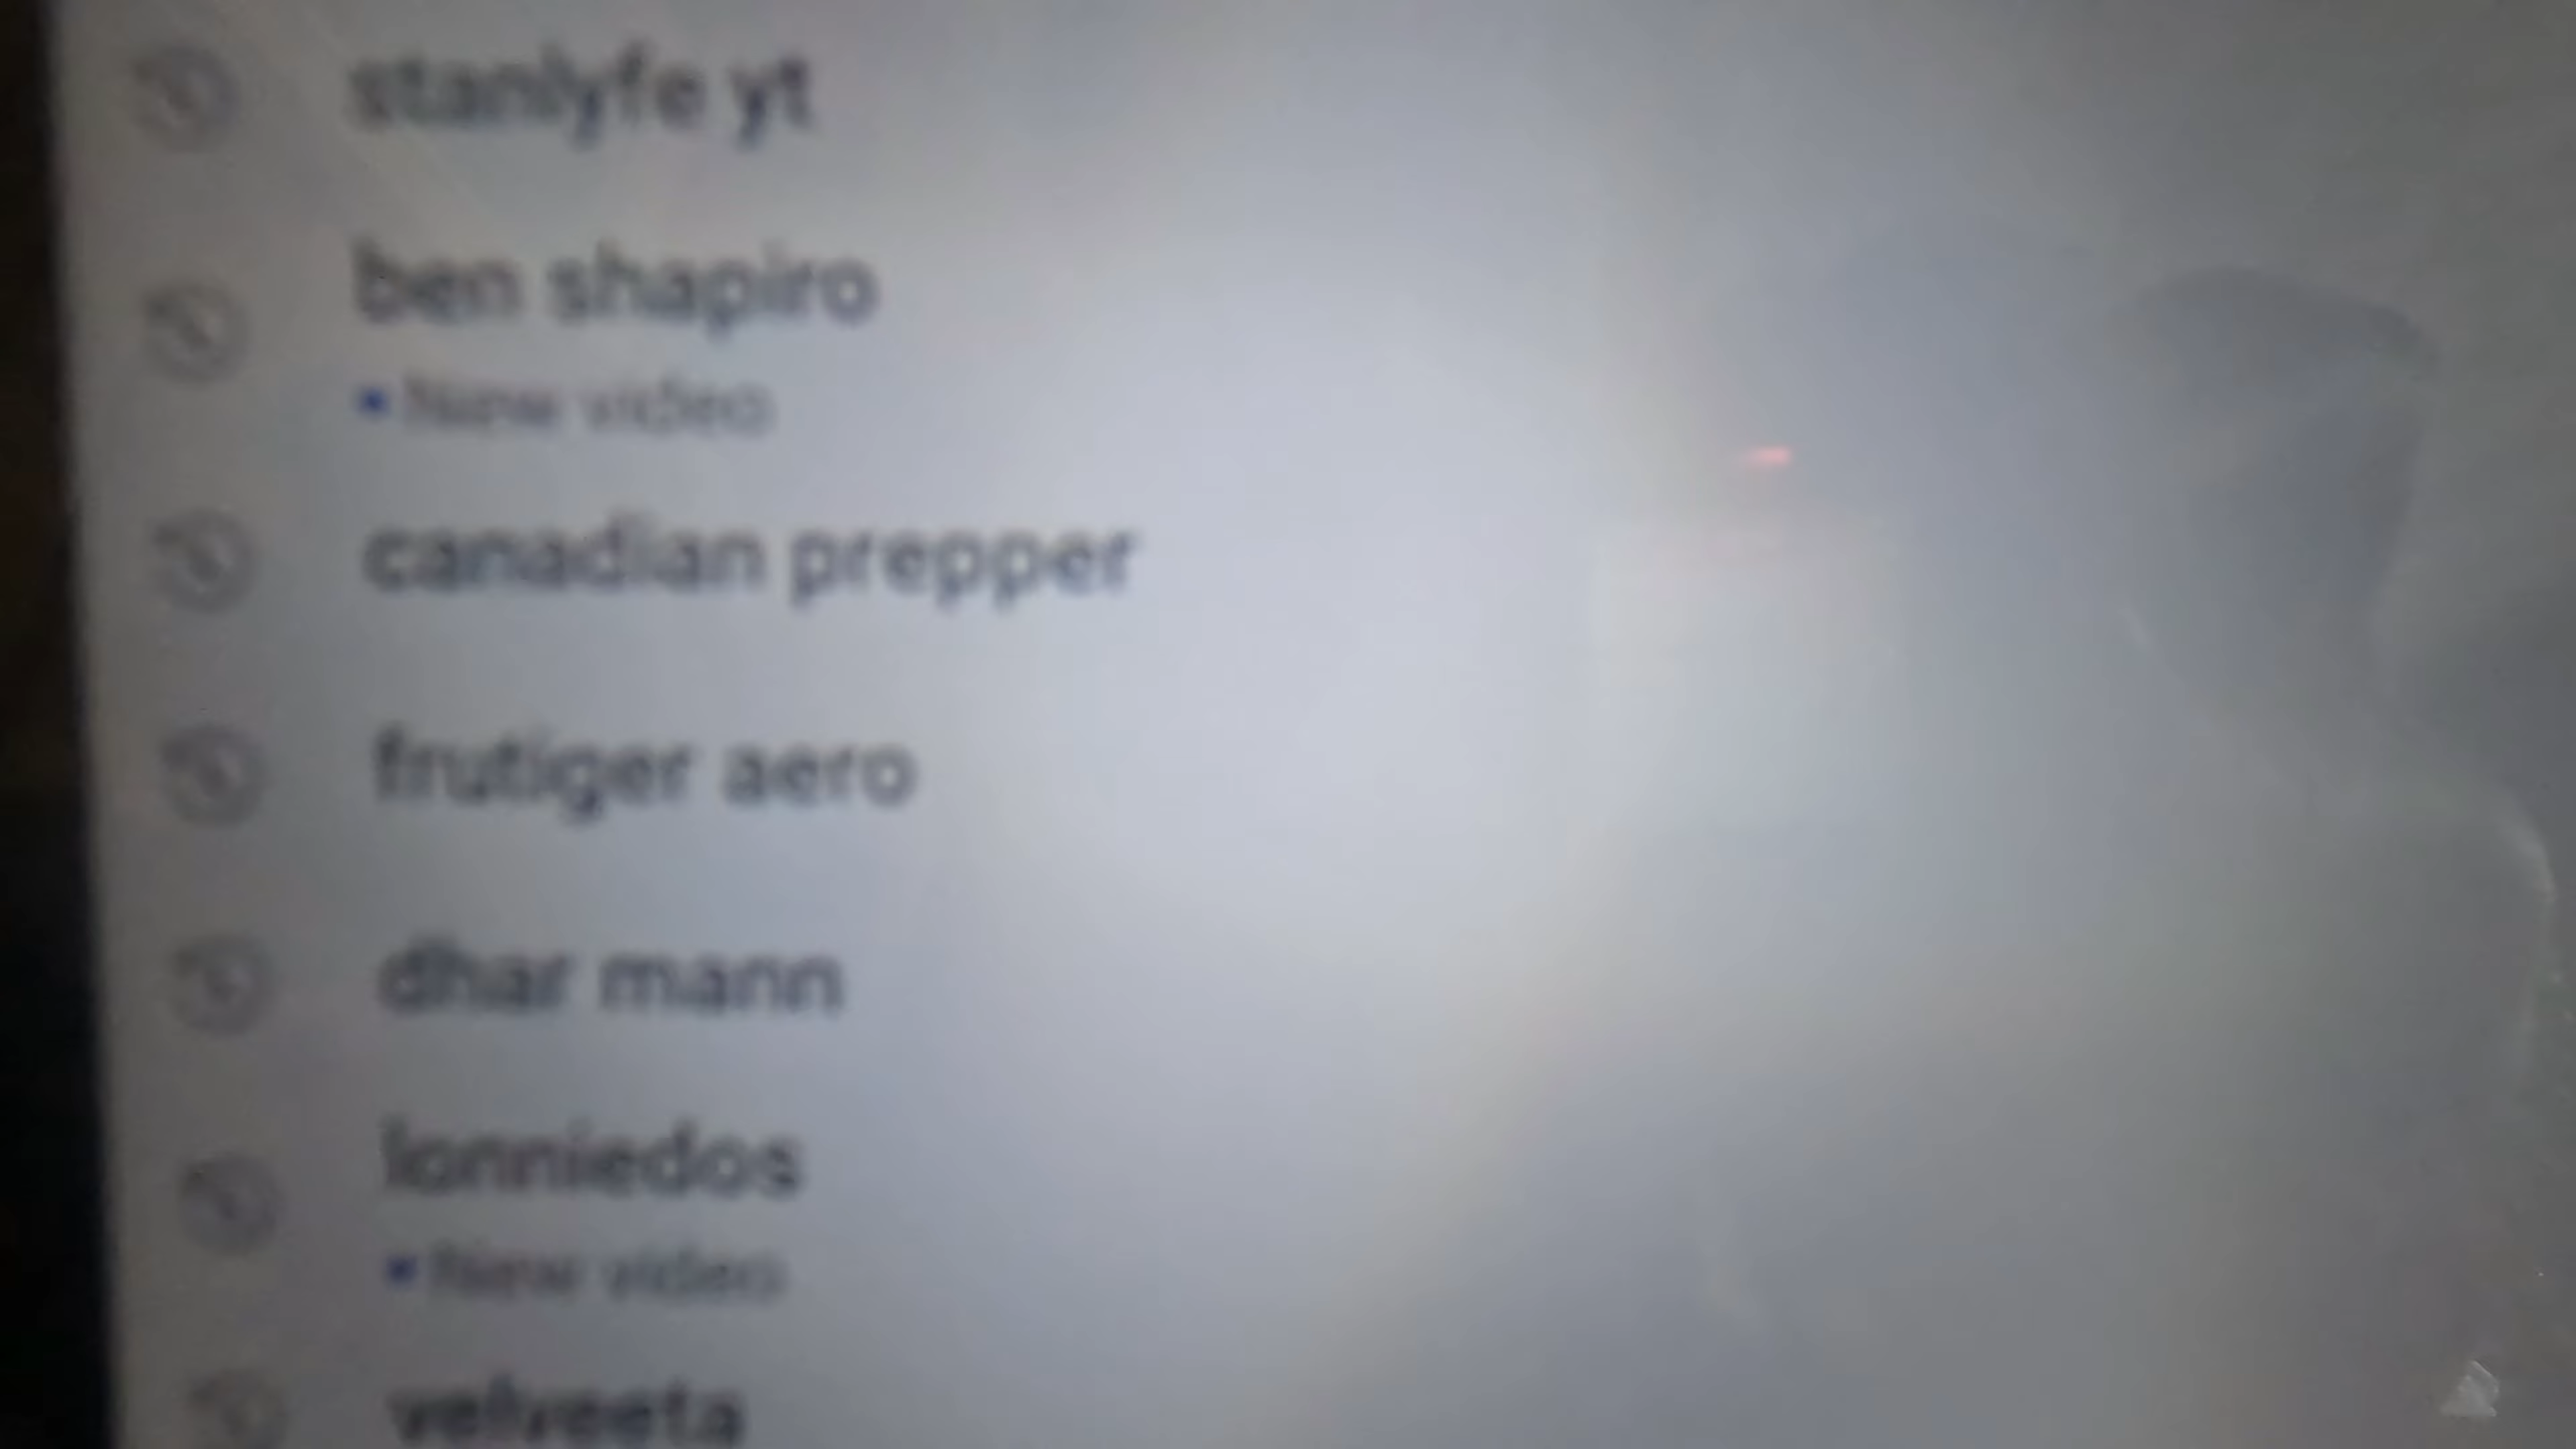 stanlyfe yt
ben shapiro
• New video
canadian prepper
frutiger aero
dhar mann
lonniedos
• New video
velveeta